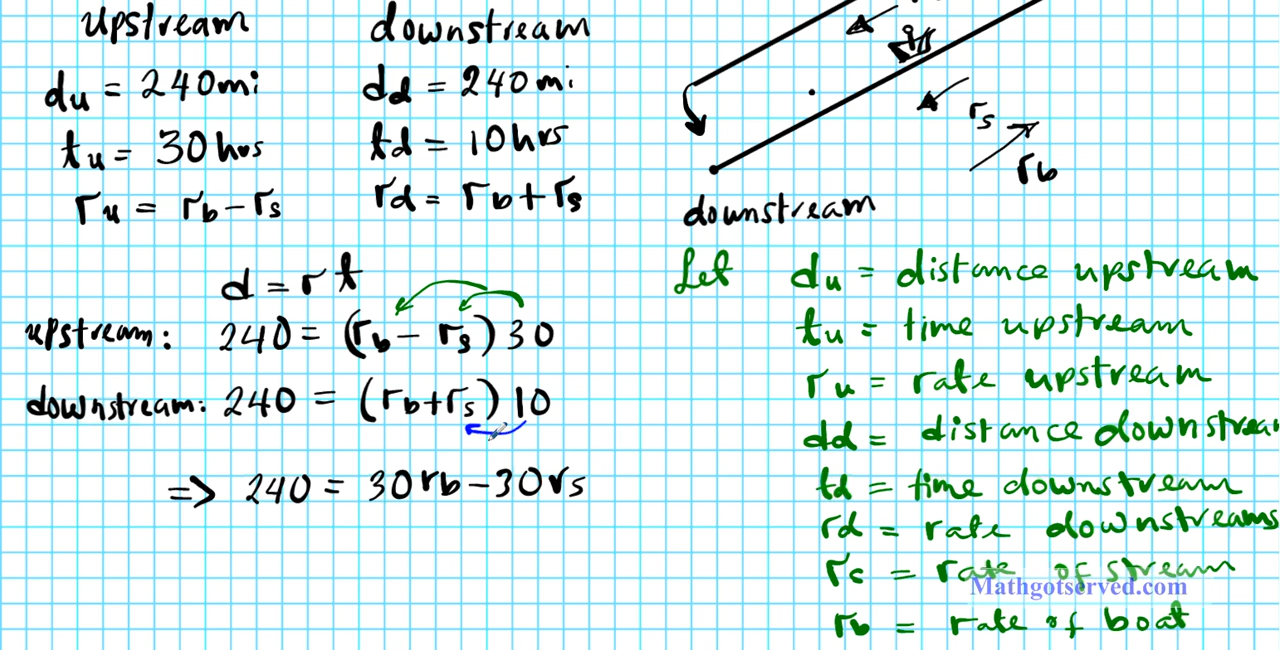 upstream downstream
du = 240mi dd = 240mi
tu = 30hrs td = 10hrs
ru = rb - rs rd = rb + rs
rs
rb
downstream
d = rt
upstream: 240 = (rb - rs)30
downstream: 240 = (rb+rs)10
=> 240 = 30rb - 30rs
Let du = distance upstream
tu = time upstream
ru = rate upstream
dd = distance downstream
td = time downstream
rd = rate downstreams
rc = rate of stream
Mathgotserved.com
rb = rate of boat